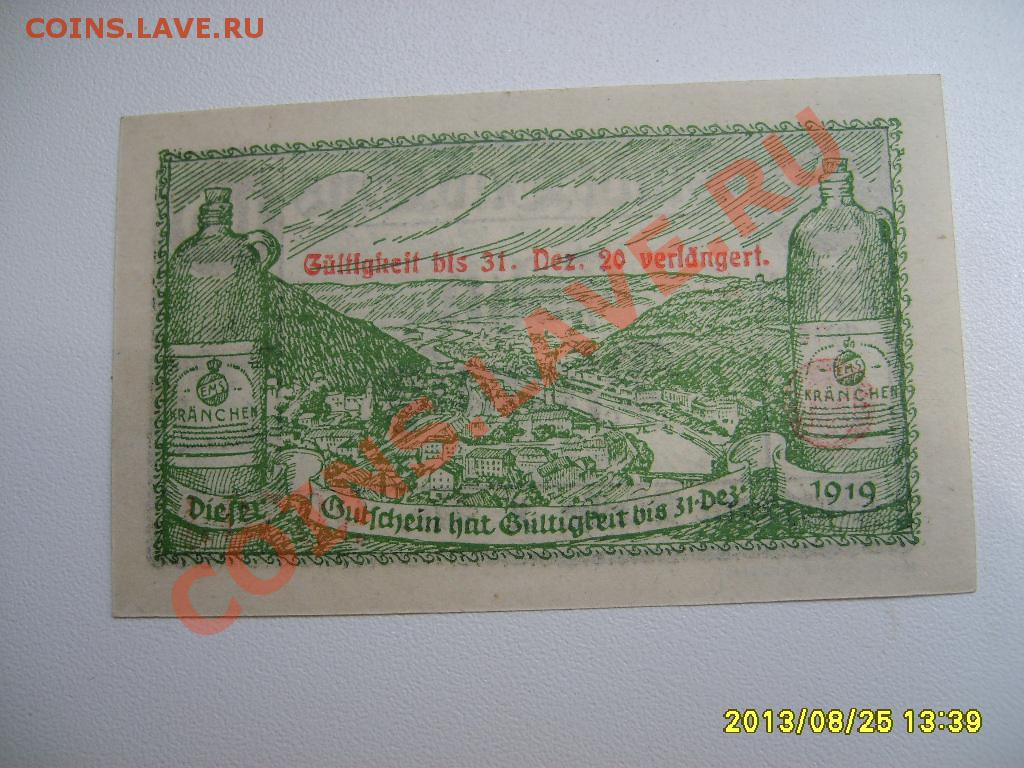 COINS.LAVE.RU
Gültigkeit bis 31. Dez. 20 verlängert.
EMS
KRÄNCHEN
EMS
KRÄNCHEN
Dieser Gutschein hat Gültigkeit bis 31·Dez· 1919
COINS.LAVE.RU
2013/08/25 13:39